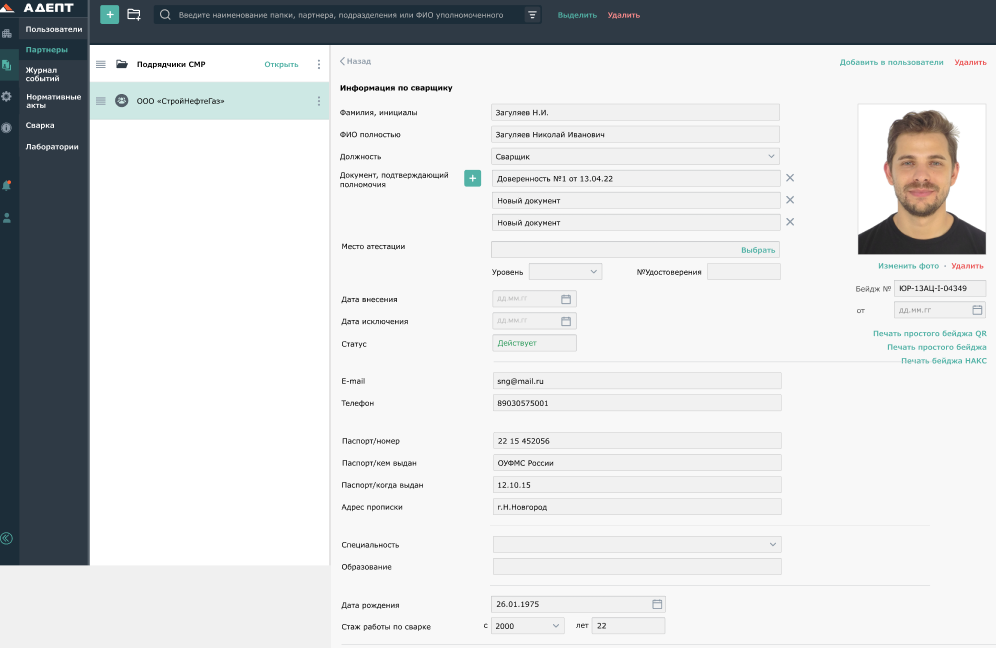 АДЕПТ
Введите наименование папки, партнера, подразделения или ФИО уполномоченного
Выделить
Удалить
Пользователи
Партнеры
Журнал
событий
Нормативные
акты
Сварка
Лаборатории
Подрядчики СМР
Открыть
ООО «СтройНефтеГаз»
Назад
Добавить в пользователи
Удалить
Информация по сварщику
Фамилия, инициалы
Загуляев Н.И.
ФИО полностью
Загуляев Николай Иванович
Должность
Сварщик
Документ, подтверждающий
полномочия
Доверенность №1 от 13.04.22
Новый документ
Новый документ
Место атестации
Выбрать
Уровень
№Удостоверения
Дата внесения
ДД.ММ.ГГ
Дата исключения
ДД.ММ.ГГ
Статус
Действует
Изменить фото · Удалить
Бейдж № ЮР-13АЦ-I-04349
от ДД.ММ.ГГ
Печать простого бейджа QR
Печать простого бейджа
Печать бейджа НАКС
E-mail
sng@mail.ru
Телефон
89030575001
Паспорт/номер
22 15 452056
Паспорт/кем выдан
ОУФМС России
Паспорт/когда выдан
12.10.15
Адрес прописки
г.Н.Новгород
Специальность
Образование
Дата рождения
26.01.1975
Стаж работы по сварке
с 2000
лет 22